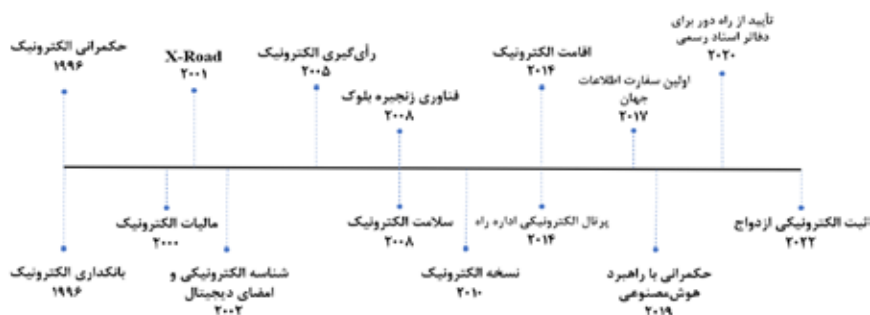 حکمرانی الکترونیک
۱۹۹۶
X-Road
۲۰۰۱
رأی‌گیری الکترونیک
۲۰۰۵
فناوری زنجیره بلوک
۲۰۰۸
اقامت الکترونیک
۲۰۱۴
اولین سفارت اطلاعات
جهان
۲۰۱۷
تأیید از راه دور برای
دفاتر اسناد رسمی
۲۰۲۰
بانکداری الکترونیک
۱۹۹۶
مالیات الکترونیک
۲۰۰۰
شناسه الکترونیکی و
امضای دیجیتال
۲۰۰۲
سلامت الکترونیک
۲۰۰۸
نسخه الکترونیک
۲۰۱۰
پرتال الکترونیکی اداره راه
۲۰۱۴
حکمرانی با راهبرد
هوش‌مصنوعی
۲۰۱۹
ثبت الکترونیکی ازدواج
۲۰۲۲